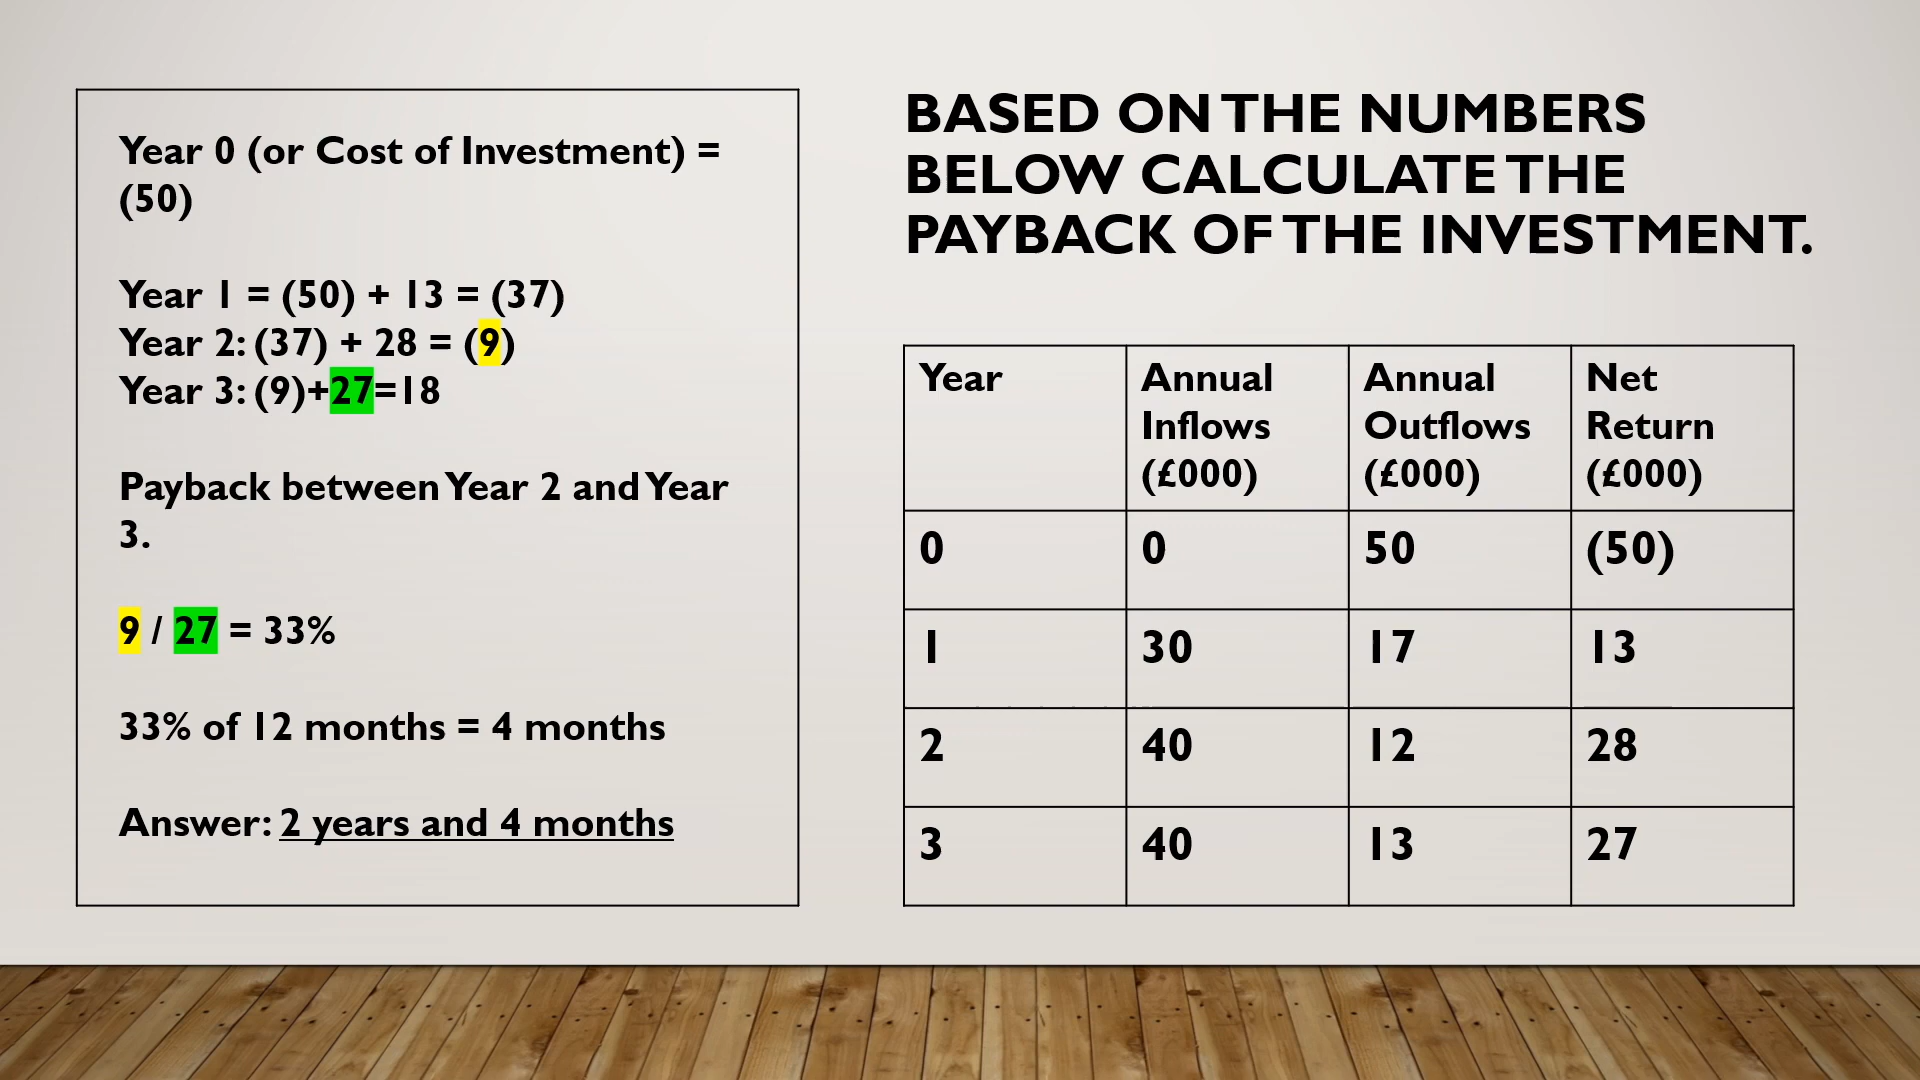 Year 0 (or Cost of Investment) =
(50)
Year 1 = (50) + 13 = (37)
Year 2: (37) + 28 = (9)
Year 3: (9)+27=18
Payback between Year 2 and Year
3.
9 / 27 = 33%
33% of 12 months = 4 months
Answer: 2 years and 4 months
BASED ON THE NUMBERS
BELOW CALCULATE THE
PAYBACK OF THE INVESTMENT.
Year Annual Inflows (£000) Annual Outflows (£000) Net Return (£000)
0 0 50 (50)
1 30 17 13
2 40 12 28
3 40 13 27